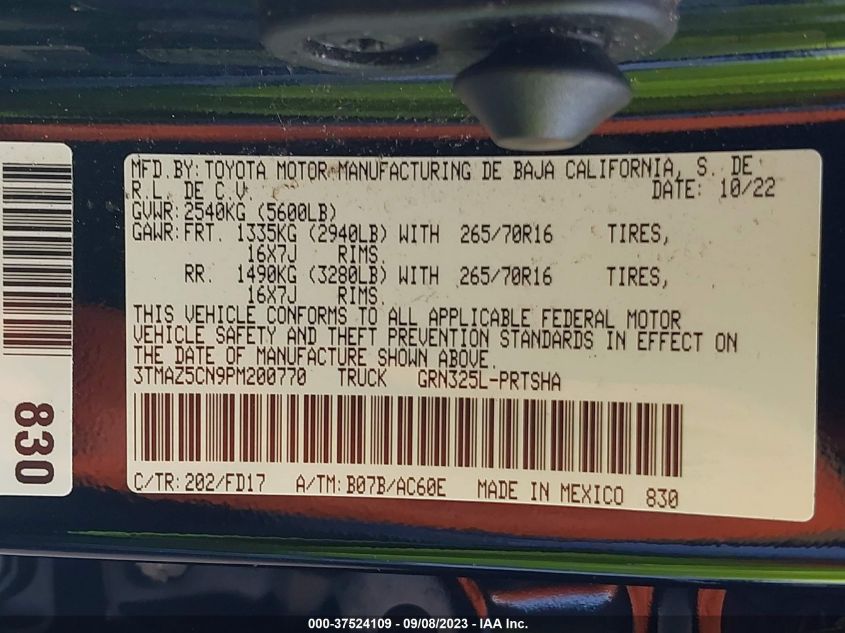 MFD.BY: TOYOTA MOTOR MANUFACTURING DE BAJA CALIFORNIA, S. DE
R.L. DE C.V. DATE: 10/22
GVWR: 2540KG (5600LB)
GAWR: FRT. 1335KG (2940LB) WITH 265/70R16 TIRES,
16X7J RIMS.
RR. 1490KG (3280LB) WITH 265/70R16 TIRES,
16X7J RIMS.
THIS VEHICLE CONFORMS TO ALL APPLICABLE FEDERAL MOTOR
VEHICLE SAFETY AND THEFT PREVENTION STANDARDS IN EFFECT ON
THE DATE OF MANUFACTURE SHOWN ABOVE.
3TMAZ5CN9PM200770 TRUCK GRN325L-PRTSHA
C/TR: 202/FD17 A/TM: B07B/AC60E MADE IN MEXICO 830
830
000-37524109 - 09/08/2023 - IAA Inc.